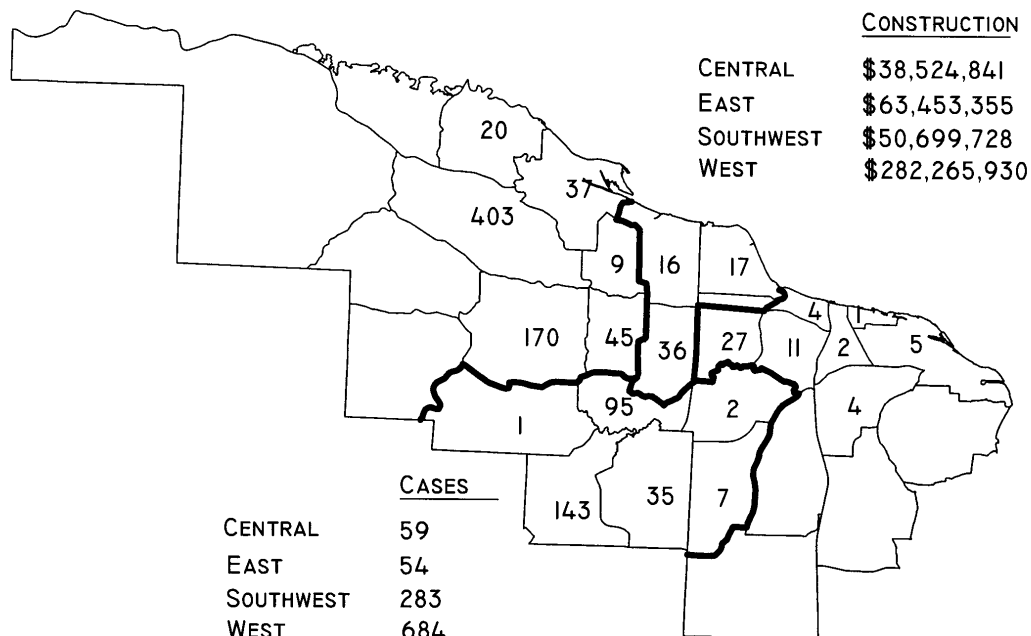 CONSTRUCTION
CENTRAL $38,524,841
EAST $63,453,355
SOUTHWEST $50,699,728
WEST $282,265,930
20
37
403
9
16
17
170
45
36
27
4
1
11
2
5
1
95
2
4
143
35
7
CASES
CENTRAL 59
EAST 54
SOUTHWEST 283
WEST 684